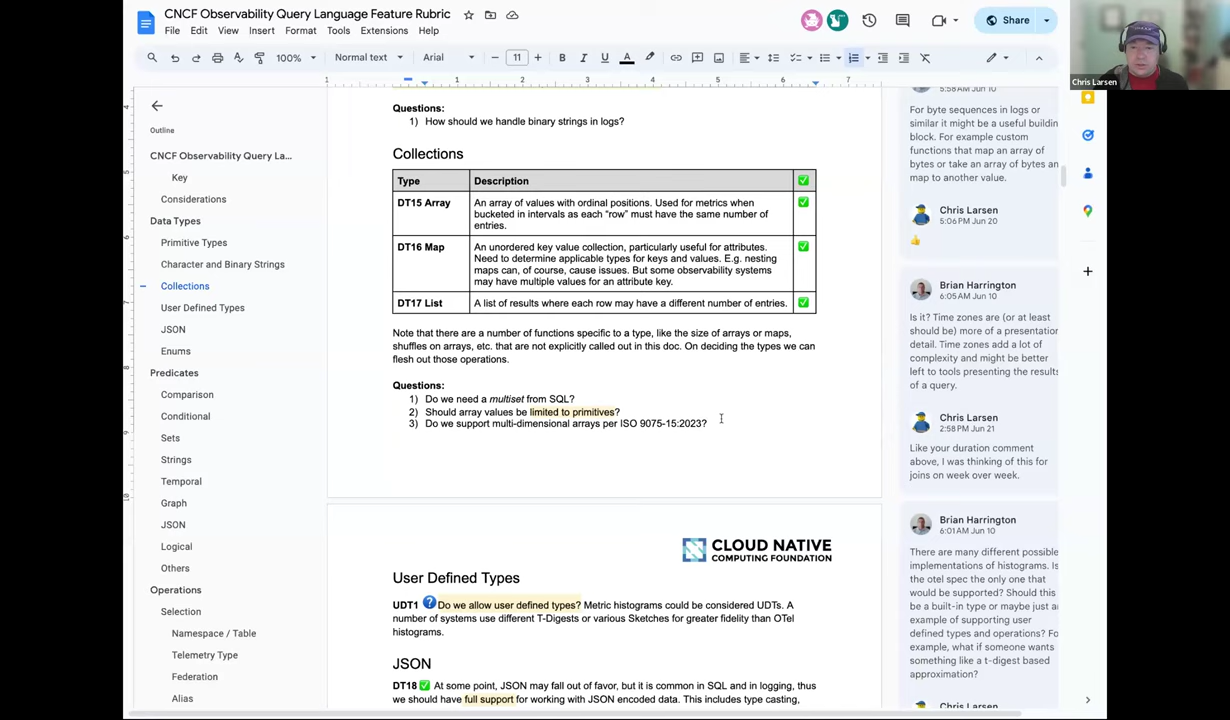 CNCF Observability Query Language Feature Rubric
File Edit View Insert Format Tools Extensions Help
Share
100% Normal text Arial 11
Chris Larsen
1 1 2 3 4 5 6 7
Outline
CNCF Observability Query La...
Key
Considerations
Data Types
Primitive Types
Character and Binary Strings
Collections
User Defined Types
JSON
Enums
Predicates
Comparison
Conditional
Sets
Strings
Temporal
Graph
JSON
Logical
Others
Operations
Selection
Namespace / Table
Telemetry Type
Federation
Alias
Questions:
1) How should we handle binary strings in logs?
Collections
Type Description
DT15 Array An array of values with ordinal positions. Used for metrics when
bucketed in intervals as each “row” must have the same number of
entries.
DT16 Map An unordered key value collection, particularly useful for attributes.
Need to determine applicable types for keys and values. E.g. nesting
maps can, of course, cause issues. But some observability systems
may have multiple values for an attribute key.
DT17 List A list of results where each row may have a different number of entries.
Note that there are a number of functions specific to a type, like the size of arrays or maps,
shuffles on arrays, etc. that are not explicitly called out in this doc. On deciding the types we can
flesh out those operations.
Questions:
1) Do we need a multiset from SQL?
2) Should array values be limited to primitives?
3) Do we support multi-dimensional arrays per ISO 9075-15:2023?
CLOUD NATIVE
COMPUTING FOUNDATION
User Defined Types
UDT1 Do we allow user defined types? Metric histograms could be considered UDTs. A
number of systems use different T-Digests or various Sketches for greater fidelity than OTel
histograms.
JSON
DT18 At some point, JSON may fall out of favor, but it is common in SQL and in logging, thus
we should have full support for working with JSON encoded data. This includes type casting,
5:58 AM Jun 10
For byte sequences in logs or
similar it might be a useful buildin
block. For example custom
functions that map an array of
bytes or take an array of bytes an
map to another value.
Chris Larsen
5:06 PM Jun 20
Brian Harrington
6:05 AM Jun 10
Is it? Time zones are (or at least
should be) more of a presentation
detail. Time zones add a lot of
complexity and might be better
left to tools presenting the results
of a query.
Chris Larsen
2:58 PM Jun 21
Like your duration comment
above, I was thinking of this for
joins on week over week.
Brian Harrington
6:01 AM Jun 10
There are many different possible
implementations of histograms. Is
the otel spec the only one that
would be supported? Should this
be a built-in type or maybe just an
example of supporting user
defined types and operations? Fo
example, what if someone wants
something like a t-digest based
approximation?
Chris Larsen